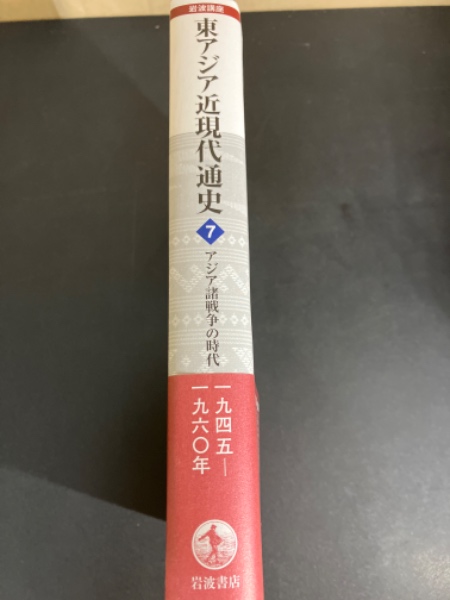 岩波講座
東アジア近現代通史
7
アジア諸戦争の時代
一九四五―
一九六〇年
岩波書店